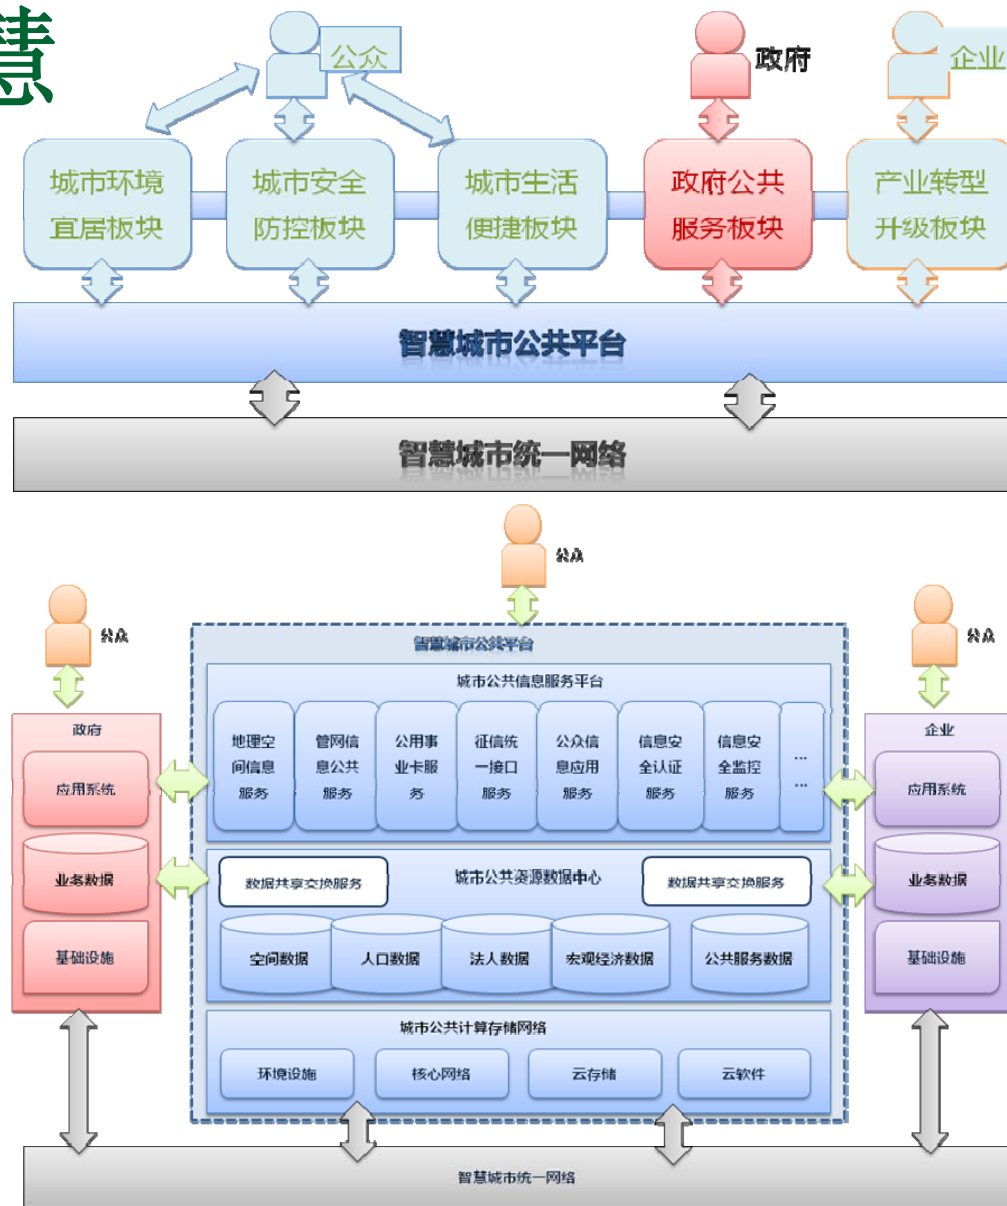 慧
公众
政府
企业
城市环境
宜居板块
城市安全
防控板块
城市生活
便捷板块
政府公共
服务板块
产业转型
升级板块
智慧城市公共平台
智慧城市统一网络
公众
公众
公众
智慧城市公共平台
城市公共信息服务平台
地理空
间信息
服务
管网信
息公共
服务
公用事
业卡服
务
征信统
一接口
服务
公众信
息应用
服务
信息安
全认证
服务
信息安
全监控
服务
…
…
政府
应用系统
业务数据
基础设施
企业
应用系统
业务数据
基础设施
数据共享交换服务
城市公共资源数据中心
数据共享交换服务
空间数据
人口数据
法人数据
宏观经济数据
公共服务数据
城市公共计算存储网络
环境设施
核心网络
云存储
云软件
智慧城市统一网络